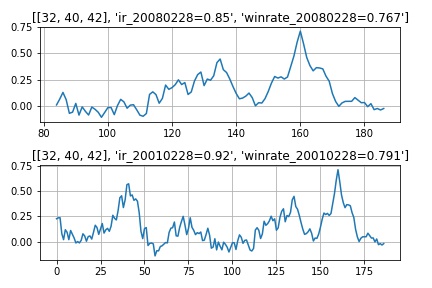 [[32, 40, 42], 'ir_20080228=0.85', 'winrate_20080228=0.767']
0.75
0.50
0.25
0.00
80 100 120 140 160 180
[[32, 40, 42], 'ir_20010228=0.92', 'winrate_20010228=0.791']
0.75
0.50
0.25
0.00
0 25 50 75 100 125 150 175